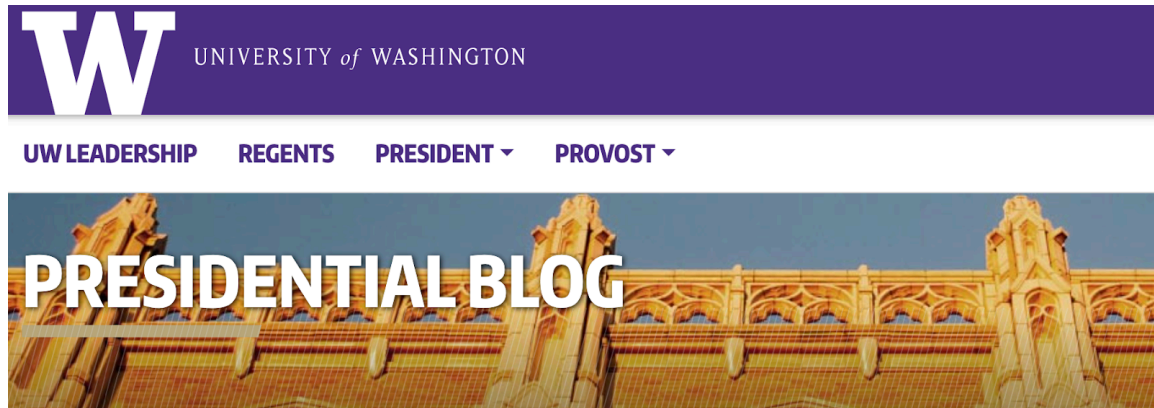 W
UNIVERSITY of WASHINGTON
UW LEADERSHIP REGENTS PRESIDENT PROVOST
PRESIDENTIAL BLOG